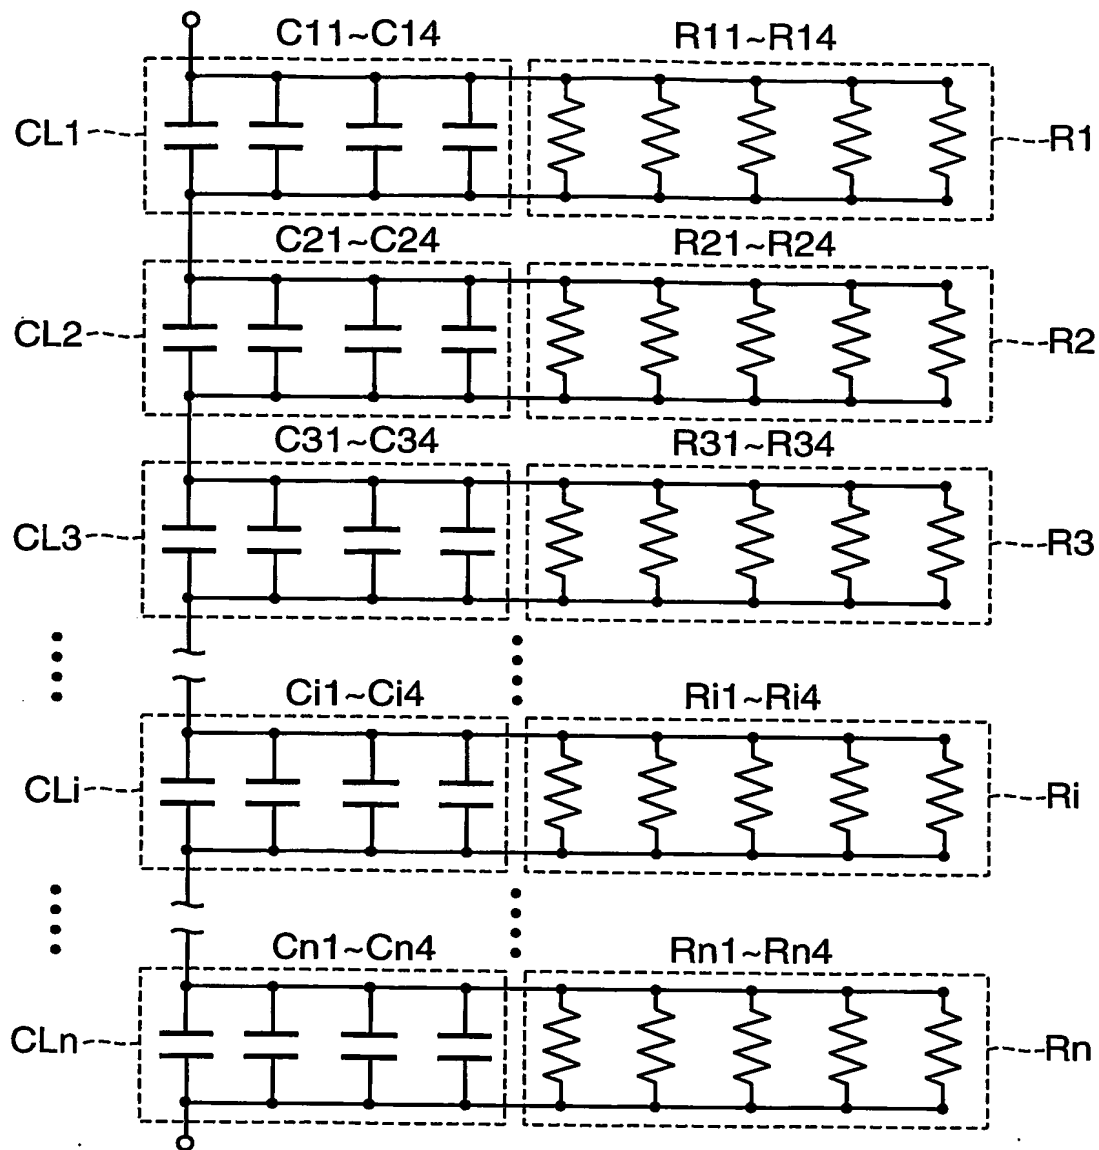 C11~C14 R11~R14
CL1 R1
C21~C24 R21~R24
CL2 R2
C31~C34 R31~R34
CL3 R3
Ci1~Ci4 Ri1~Ri4
CLi Ri
Cn1~Cn4 Rn1~Rn4
CLn Rn